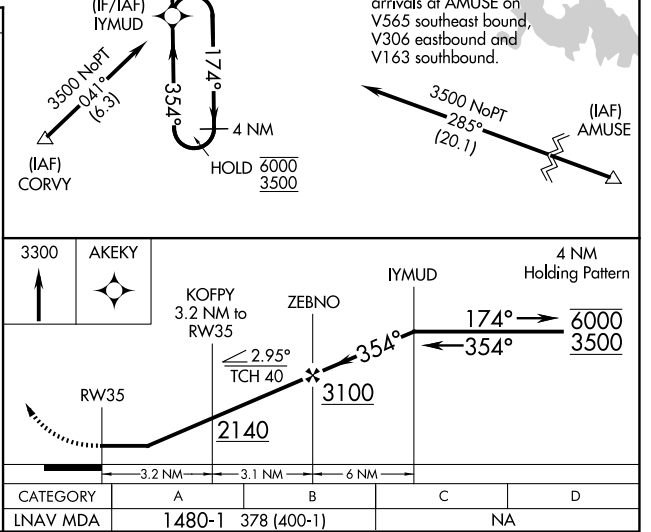 (IF/IAF)
IYMUD
arrivals at AMUSE on
V565 southeast bound,
V306 eastbound and
V163 southbound.
3500 NoPT
041°
(6.3)
354°
174°
4 NM
HOLD 6000
3500
(IAF)
CORVY
3500 NoPT
285°
(20.1)
(IAF)
AMUSE
3300
AKEKY
KOFPY
3.2 NM to
RW35
ZEBNO
IYMUD
4 NM
Holding Pattern
174°
354°
6000
3500
354°
2.95°
TCH 40
3100
2140
RW35
3.2 NM
3.1 NM
6 NM
CATEGORY A B C D
LNAV MDA 1480-1 378 (400-1) NA